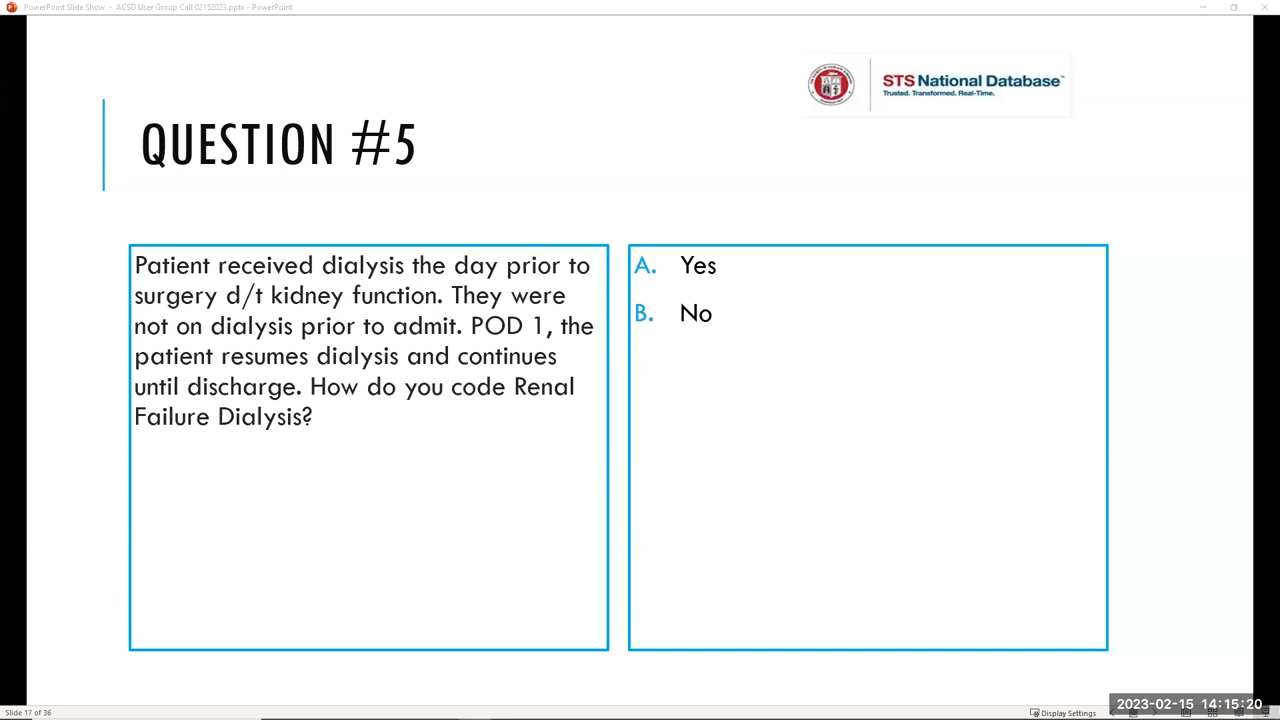 PowerPoint Slide Show - ACSD User Group Call 02152023.pptx - PowerPoint
STS National Database™
Trusted. Transformed. Real-Time.
QUESTION #5
Patient received dialysis the day prior to
surgery d/t kidney function. They were
not on dialysis prior to admit. POD 1, the
patient resumes dialysis and continues
until discharge. How do you code Renal
Failure Dialysis?
A. Yes
B. No
2023-02-15 14:15:20
Slide 17 of 36
Display Settings